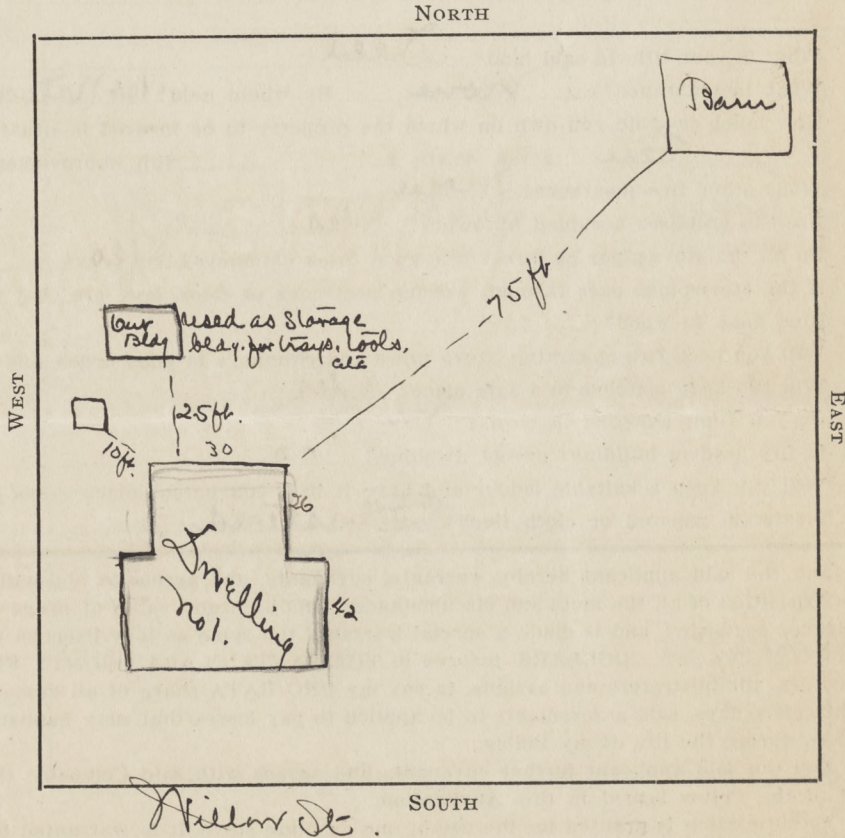 NORTH
Barn
75 ft
Out
Bldg
used as Storage
bldg. for trays, tools,
etc
WEST
EAST
25 ft.
10 ft.
30
26
Dwelling
no 1.
42
SOUTH
Willow St.